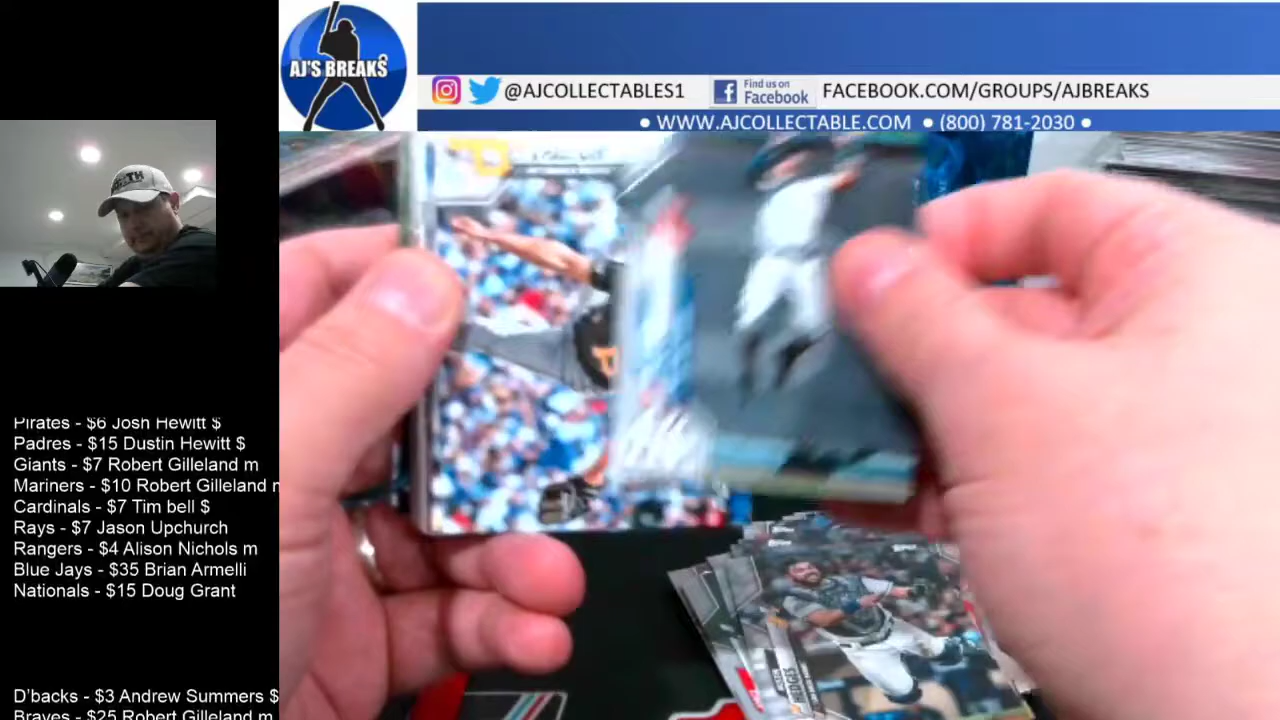 AJ'S BREAKS
@AJCOLLECTABLES1
Find us on
Facebook
FACEBOOK.COM/GROUPS/AJBREAKS
• WWW.AJCOLLECTABLE.COM • (800) 781-2030 •
Pirates - $6 Josh Hewitt $
Padres - $15 Dustin Hewitt $
Giants - $7 Robert Gilleland m
Mariners - $10 Robert Gilleland m
Cardinals - $7 Tim bell $
Rays - $7 Jason Upchurch
Rangers - $4 Alison Nichols m
Blue Jays - $35 Brian Armelli
Nationals - $15 Doug Grant
D'backs - $3 Andrew Summers $
Braves - $25 Robert Gilleland m
P
HEDGES